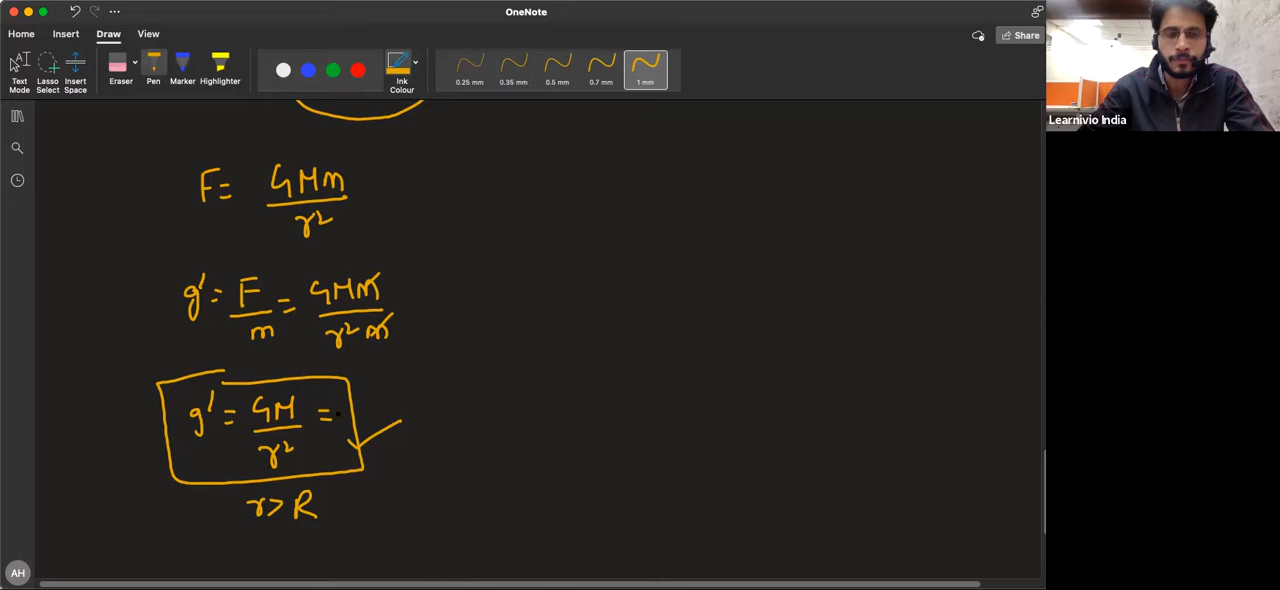 OneNote
Home Insert Draw View
Share
Text Mode
Lasso Select
Insert Space
Eraser
Pen
Marker
Highlighter
Ink Colour
0.25 mm 0.35 mm 0.5 mm 0.7 mm 1 mm
Learnivio India
F = GMm / r²
g' = F / m = GMm / r² m
g' = GM / r² =
r > R
AH